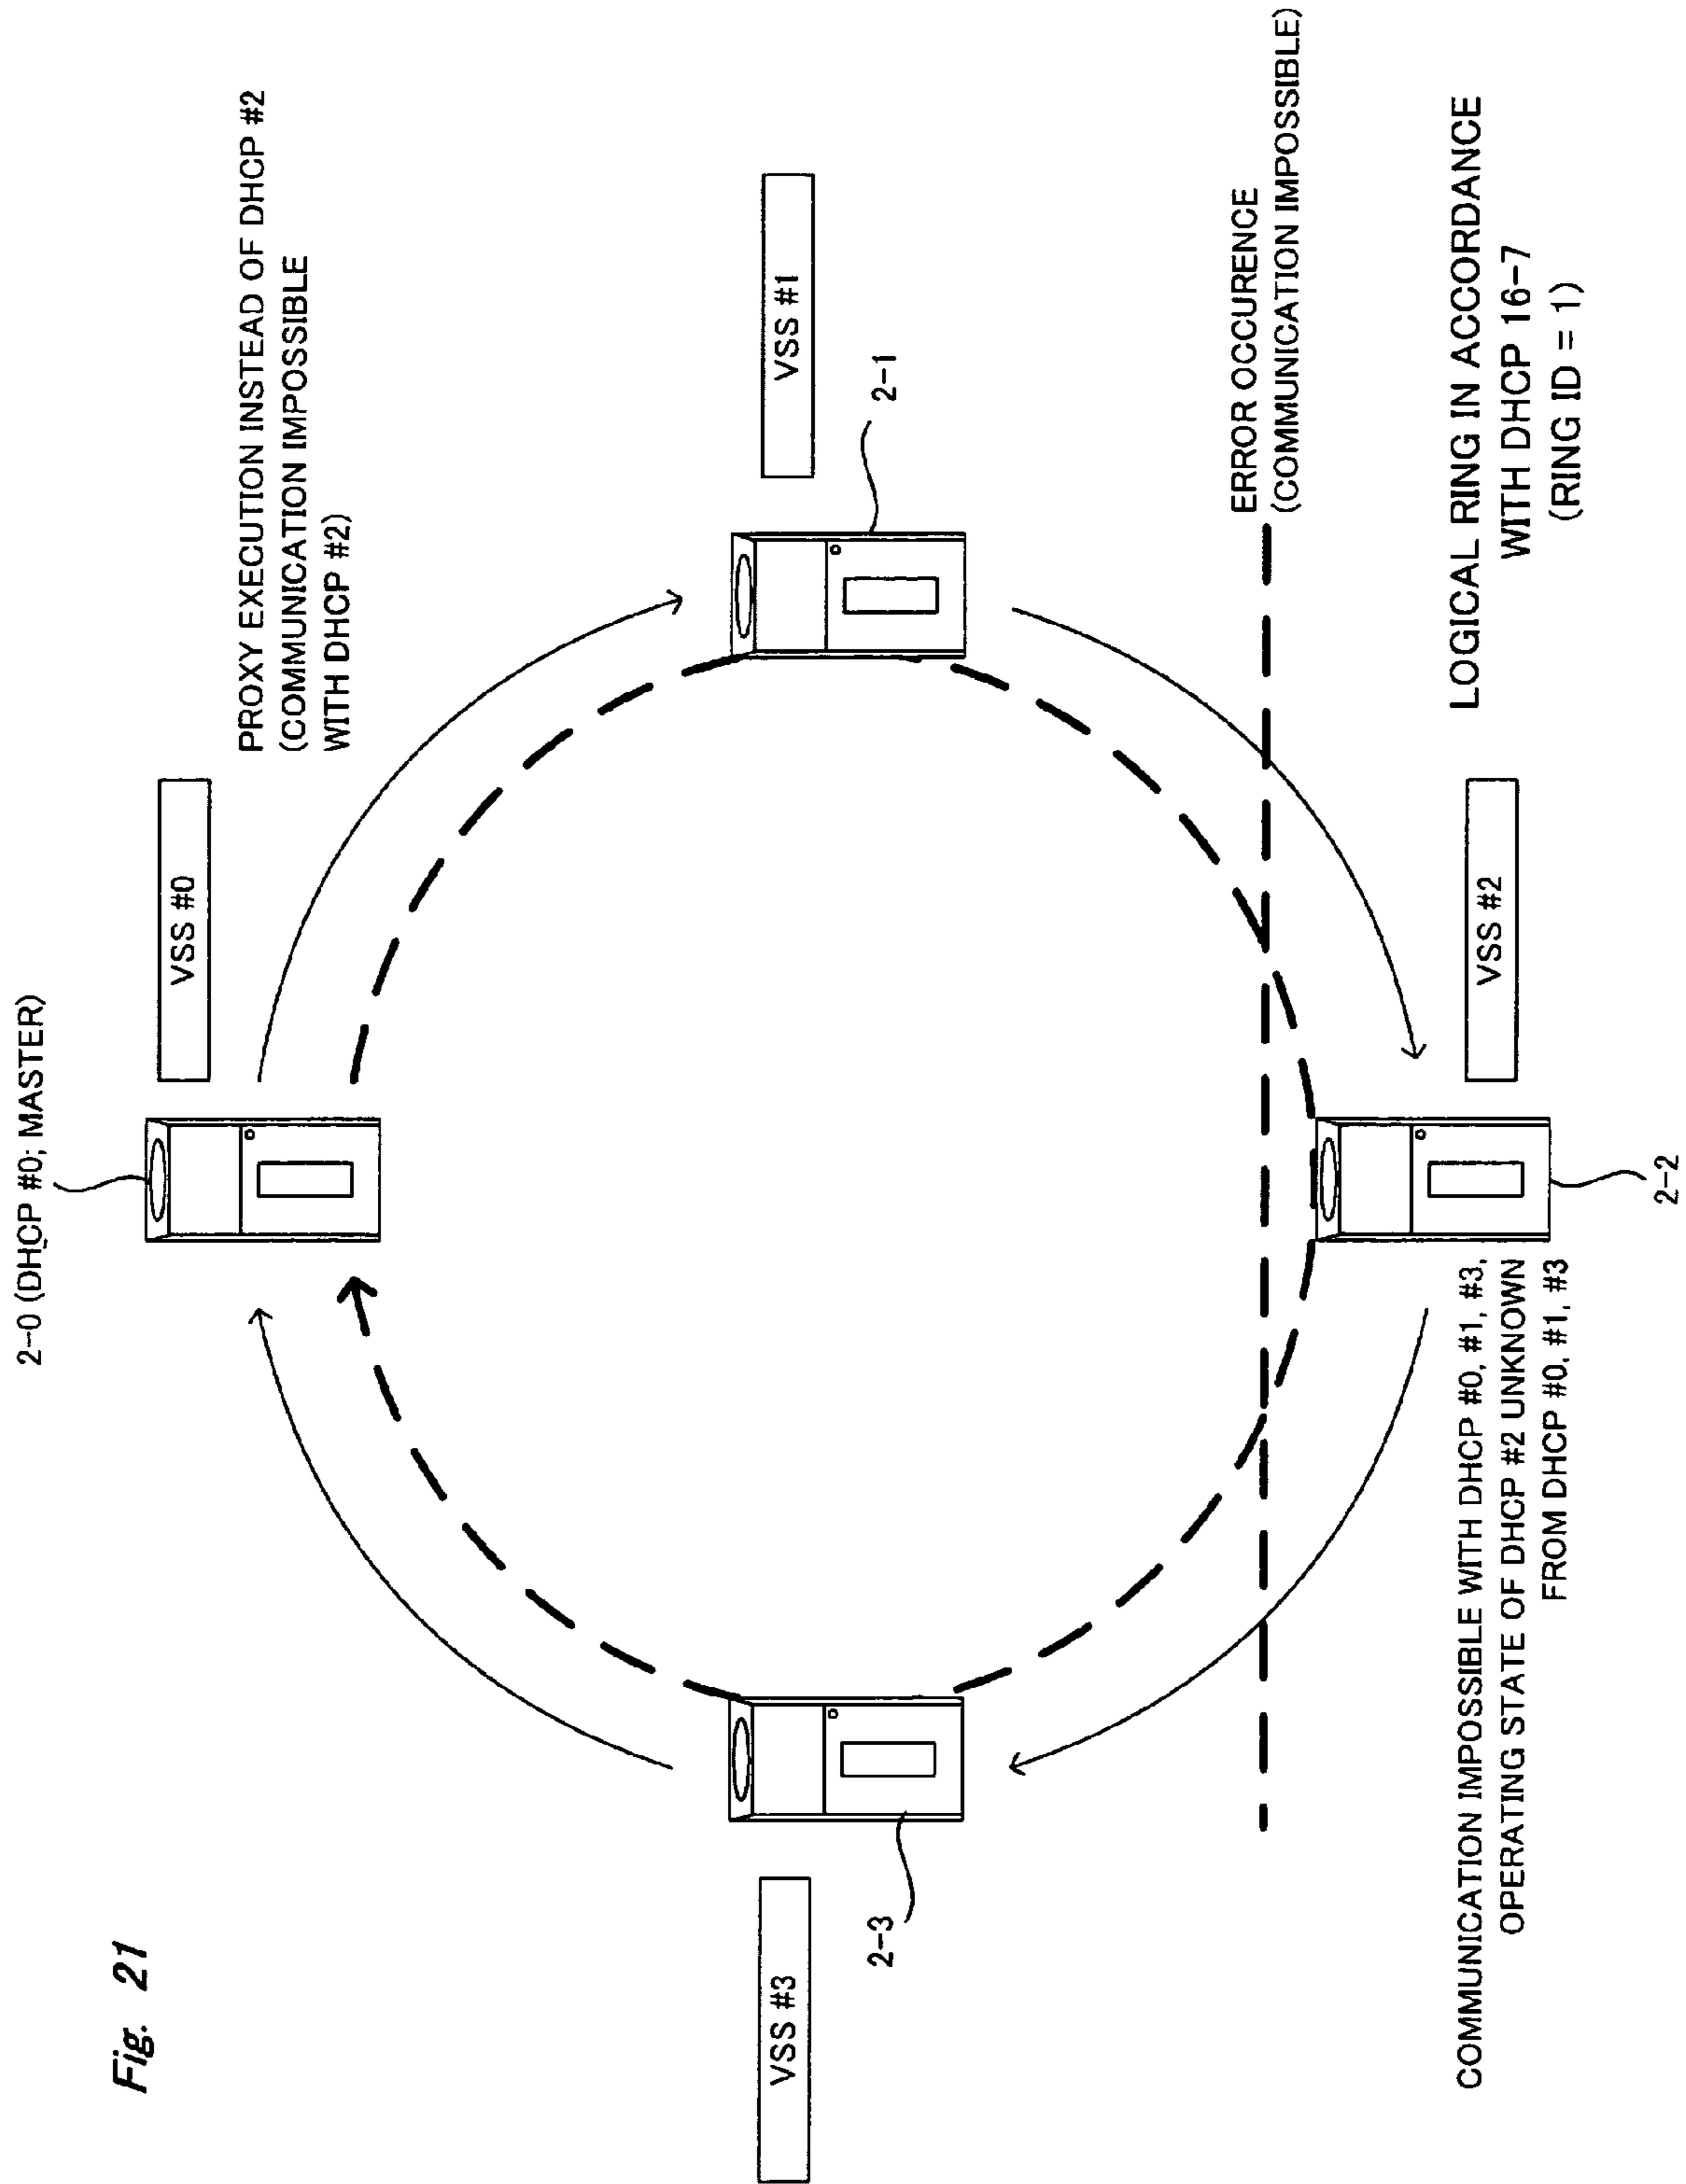 Fig. 21
2-0 (DHCP #0; MASTER)
VSS #0
PROXY EXECUTION INSTEAD OF DHCP #2
(COMMUNICATION IMPOSSIBLE
WITH DHCP #2)
VSS #3
2-3
VSS #1
2-1
ERROR OCCURENCE
(COMMUNICATION IMPOSSIBLE)
COMMUNICATION IMPOSSIBLE WITH DHCP #0, #1, #3,
OPERATING STATE OF DHCP #2 UNKNOWN
FROM DHCP #0, #1, #3
2-2
VSS #2
LOGICAL RING IN ACCORDANCE
WITH DHCP 16-7
(RING ID = 1)